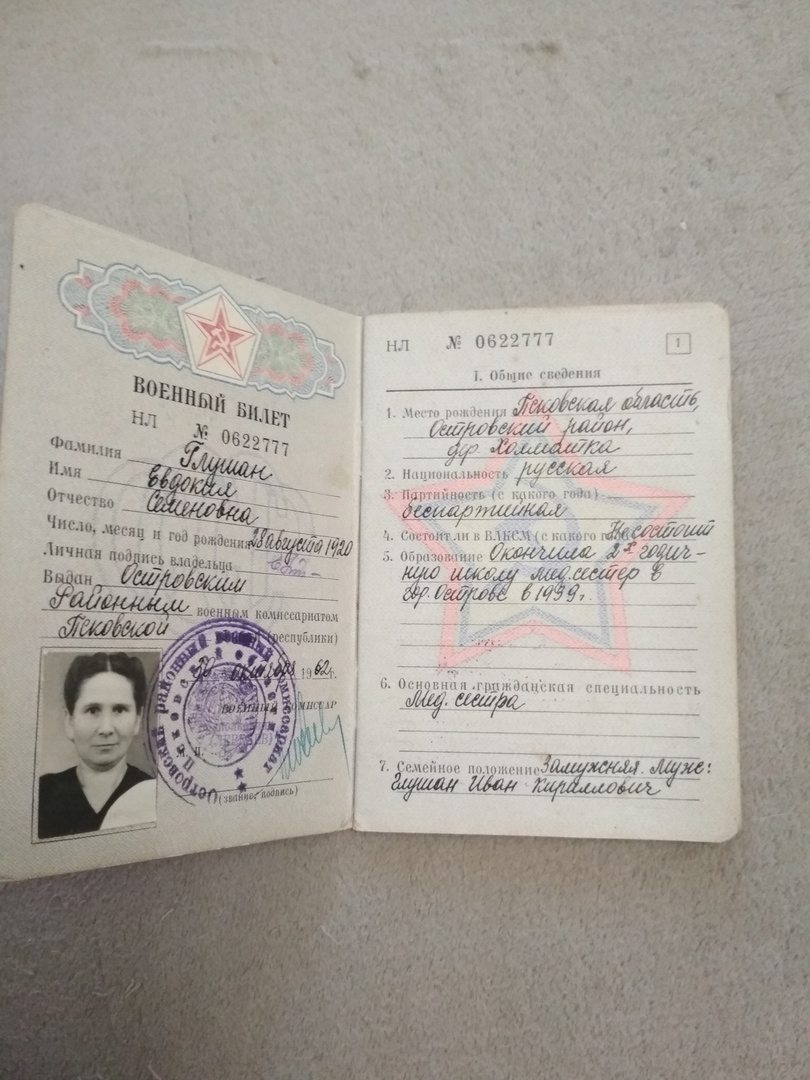 ВОЕННЫЙ БИЛЕТ
НЛ № 0622777
Фамилия Глушан
Имя Евдокия
Отчество Семеновна
Число, месяц и год рождения 28 августа 1920
Личная подпись владельца
Выдан Островским
Районным военным комиссариатом
Псковской (республики)
1962 г.
ВОЕННЫЙ КОМИССАР
М. П.
(звание, подпись)
НЛ № 0622777 1
I. Общие сведения
1. Место рождения Псковская область,
Островский район,
дер. Холматка
2. Национальность русская
3. Партийность (с какого года)
беспартийная
4. Состоит ли в ВЛКСМ (с какого Не состоит
5. Образование Окончила 2х годич-
ную школу мед.сестер в
гор. Острове в 1939 г.
6. Основная гражданская специальность
Мед. сестра
7. Семейное положение Замужняя. Муж:
Глушан Иван Кириллович